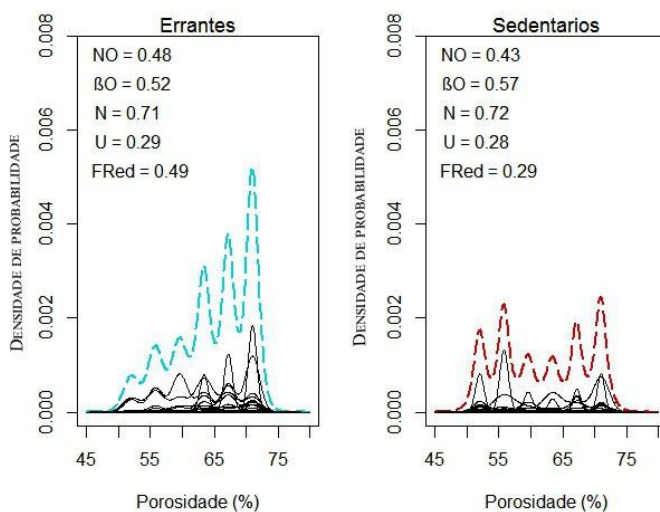 Errantes
NO = 0.48
ßO = 0.52
N = 0.71
U = 0.29
FRed = 0.49
DENSIDADE DE PROBABILIDADE
0.008
0.006
0.004
0.002
0.000
45 55 65 75
Porosidade (%)
Sedentarios
NO = 0.43
ßO = 0.57
N = 0.72
U = 0.28
FRed = 0.29
DENSIDADE DE PROBABILIDADE
0.008
0.006
0.004
0.002
0.000
45 55 65 75
Porosidade (%)